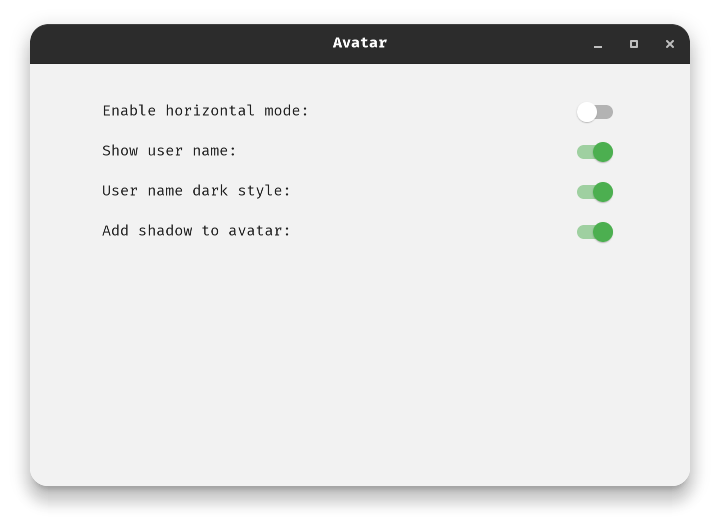 Avatar
Enable horizontal mode:
Show user name:
User name dark style:
Add shadow to avatar: